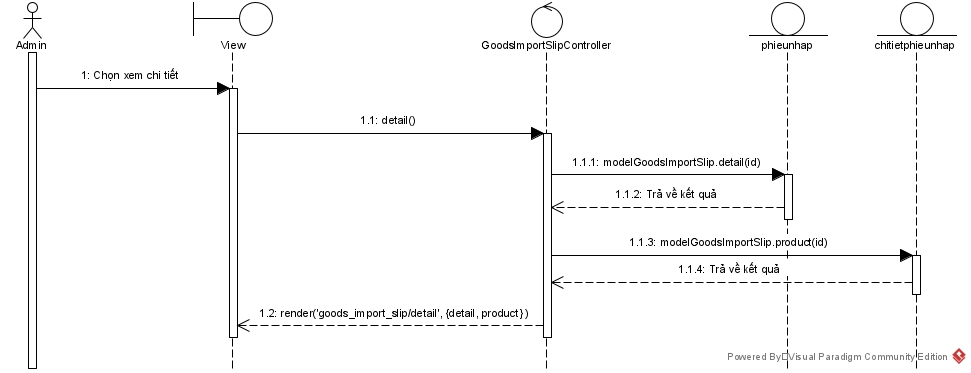 Admin
View
GoodsImportSlipController
phieunhap
chitietphieunhap
1: Chọn xem chi tiết
1.1: detail()
1.1.1: modelGoodsImportSlip.detail(id)
1.1.2: Trả về kết quả
1.1.3: modelGoodsImportSlip.product(id)
1.1.4: Trả về kết quả
1.2: render('goods_import_slip/detail', {detail, product})
Powered By Visual Paradigm Community Edition